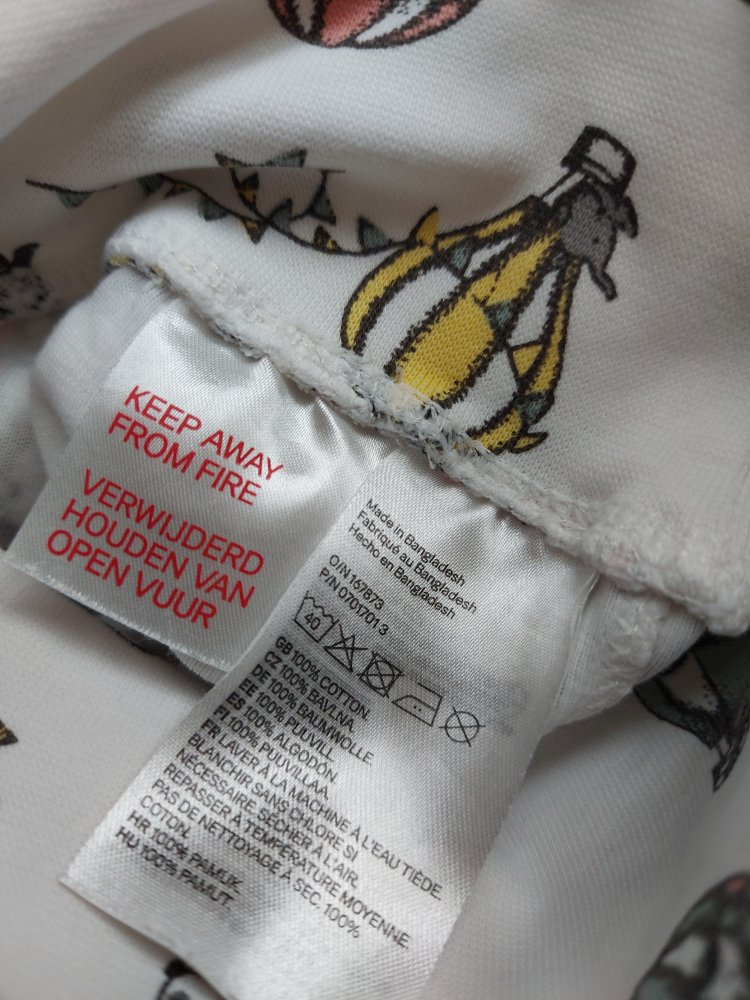 KEEP AWAY
FROM FIRE
VERWIJDERD
HOUDEN VAN
OPEN VUUR
Made in Bangladesh
Fabriqué au Bangladesh
Hecho en Bangladesh
O/N 167873
P/N 0701701 3
40
GB 100% COTTON.
CZ 100% BAVLNA.
DE 100% BAUMWOLLE.
EE 100% PUUVILL.
ES 100% ALGODÓN.
FI 100% PUUVILLAA.
FR LAVER À LA MACHINE À L'EAU TIÈDE.
BLANCHIR SANS CHLORE SI
NÉCESSAIRE. SÉCHER À L'AIR.
REPASSER À TEMPÉRATURE MOYENNE.
PAS DE NETTOYAGE À SEC. 100%
COTON.
HR 100% PAMUK.
HU 100% PAMUT.